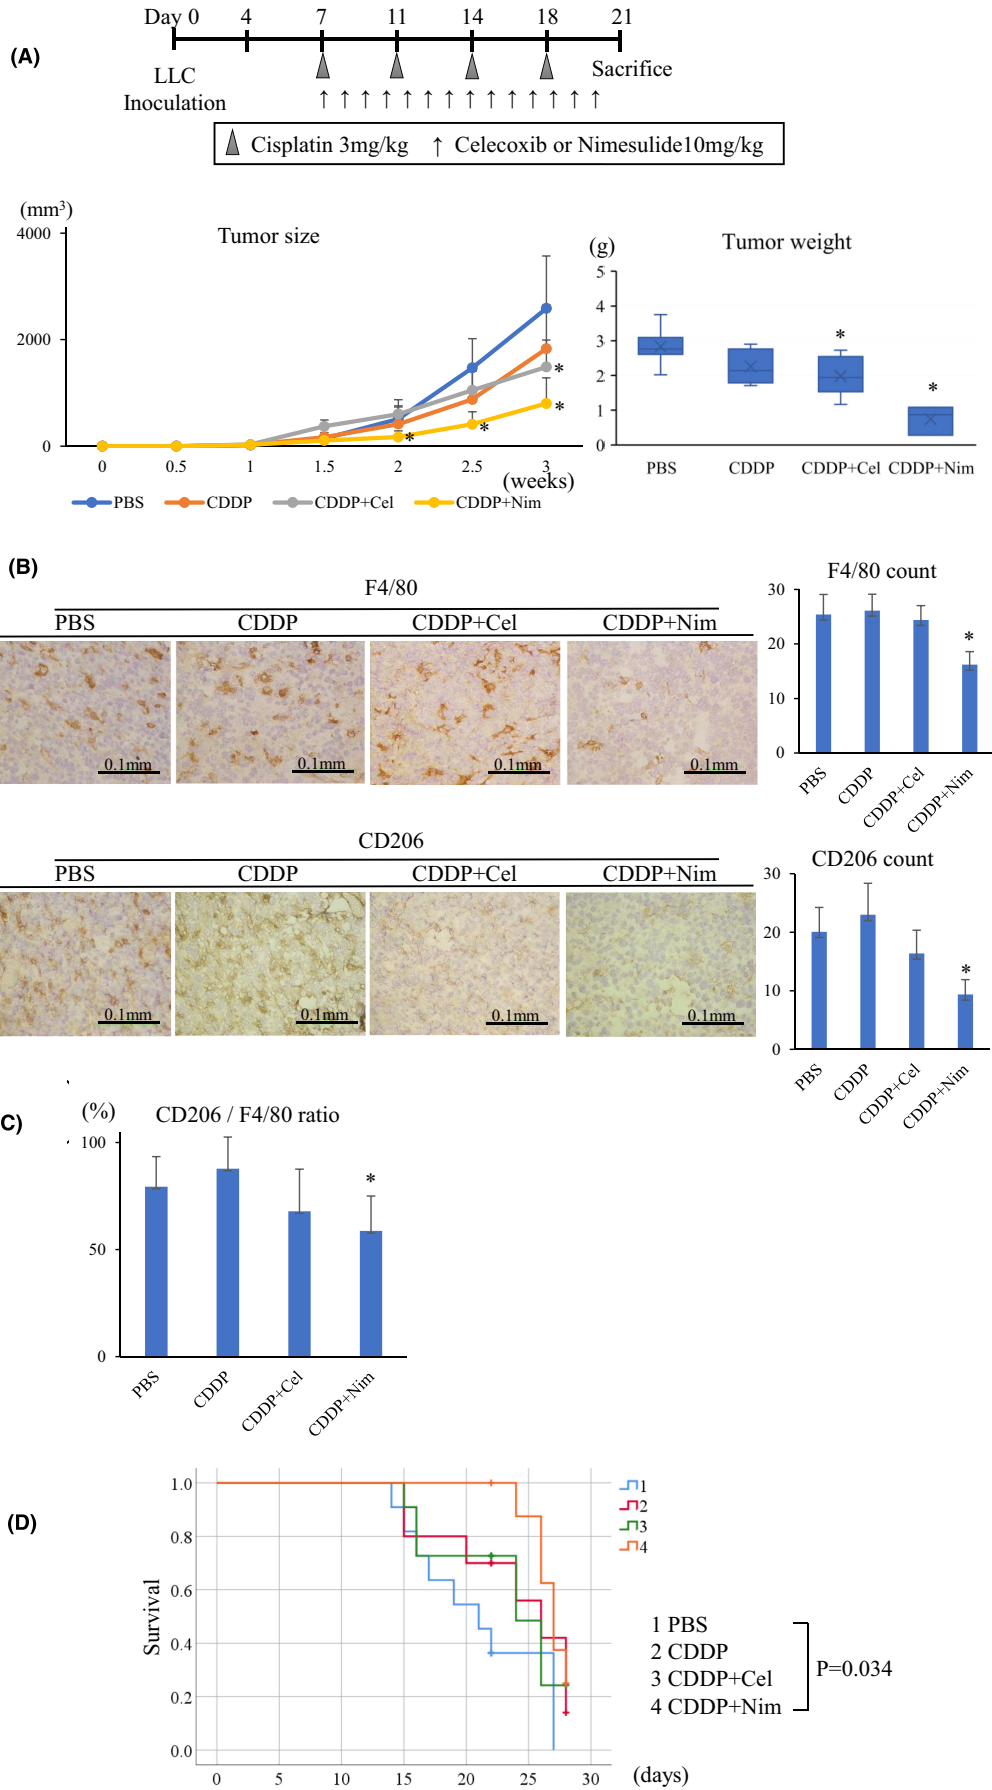 (A)
Day 0 4 7 11 14 18 21
LLC
Inoculation
Sacrifice
↑ ↑ ↑ ↑ ↑ ↑ ↑ ↑ ↑ ↑ ↑ ↑ ↑ ↑
Cisplatin 3mg/kg ↑ Celecoxib or Nimesulide10mg/kg
(mm3)
Tumor size
4000
2000
0
0 0.5 1 1.5 2 2.5 3
(weeks)
* * * *
PBS CDDP CDDP+Cel CDDP+Nim
(g)
Tumor weight
5
4
3
2
1
0
* *
PBS CDDP CDDP+Cel CDDP+Nim
(B)
F4/80
PBS CDDP CDDP+Cel CDDP+Nim
0.1mm 0.1mm 0.1mm 0.1mm
F4/80 count
30
20
10
0
*
PBS CDDP CDDP+Cel CDDP+Nim
CD206
PBS CDDP CDDP+Cel CDDP+Nim
0.1mm 0.1mm 0.1mm 0.1mm
CD206 count
30
20
10
0
*
PBS CDDP CDDP+Cel CDDP+Nim
C)
(%)
CD206 / F4/80 ratio
100
50
0
*
PBS CDDP CDDP+Cel CDDP+Nim
(D)
Survival
1.0
0.8
0.6
0.4
0.2
0.0
0 5 10 15 20 25 30
(days)
1
2
3
4
1 PBS
2 CDDP
3 CDDP+Cel
4 CDDP+Nim
P=0.034